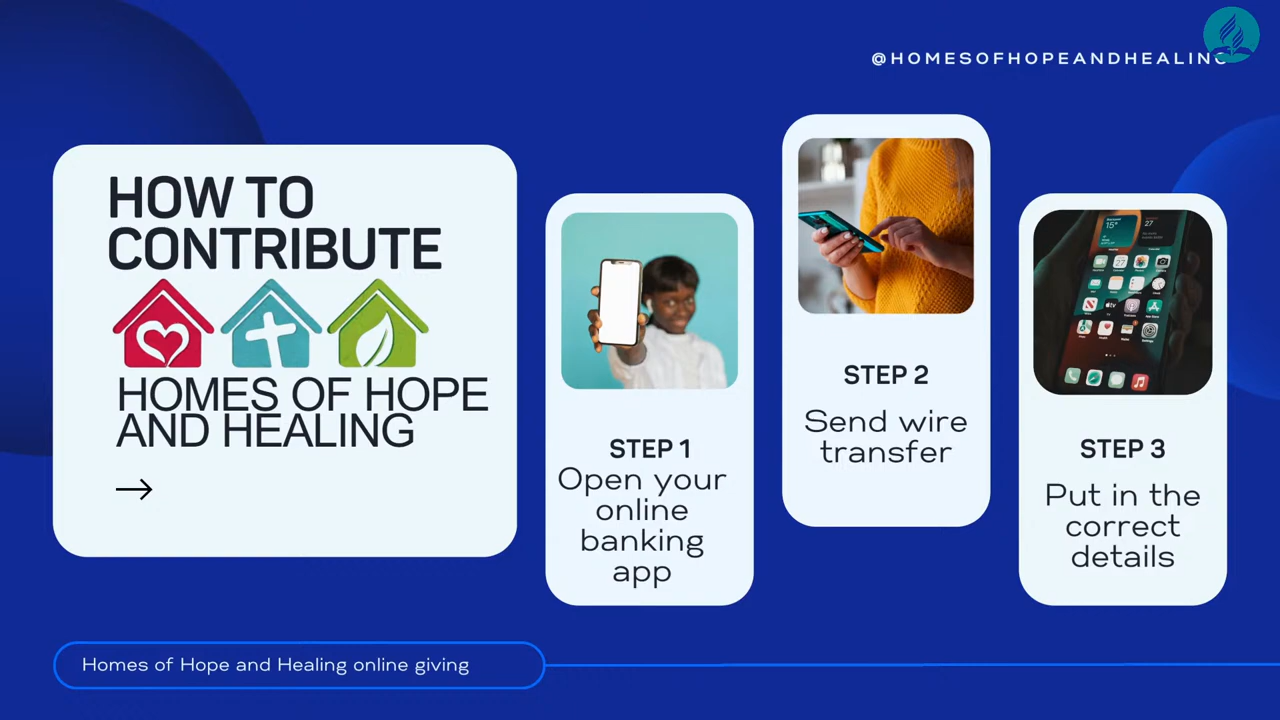 @HOMESOFHOPEANDHEALING
HOW TO
CONTRIBUTE
HOMES OF HOPE
AND HEALING
STEP 1
Open your
online
banking
app
STEP 2
Send wire
transfer
STEP 3
Put in the
correct
details
Homes of Hope and Healing online giving